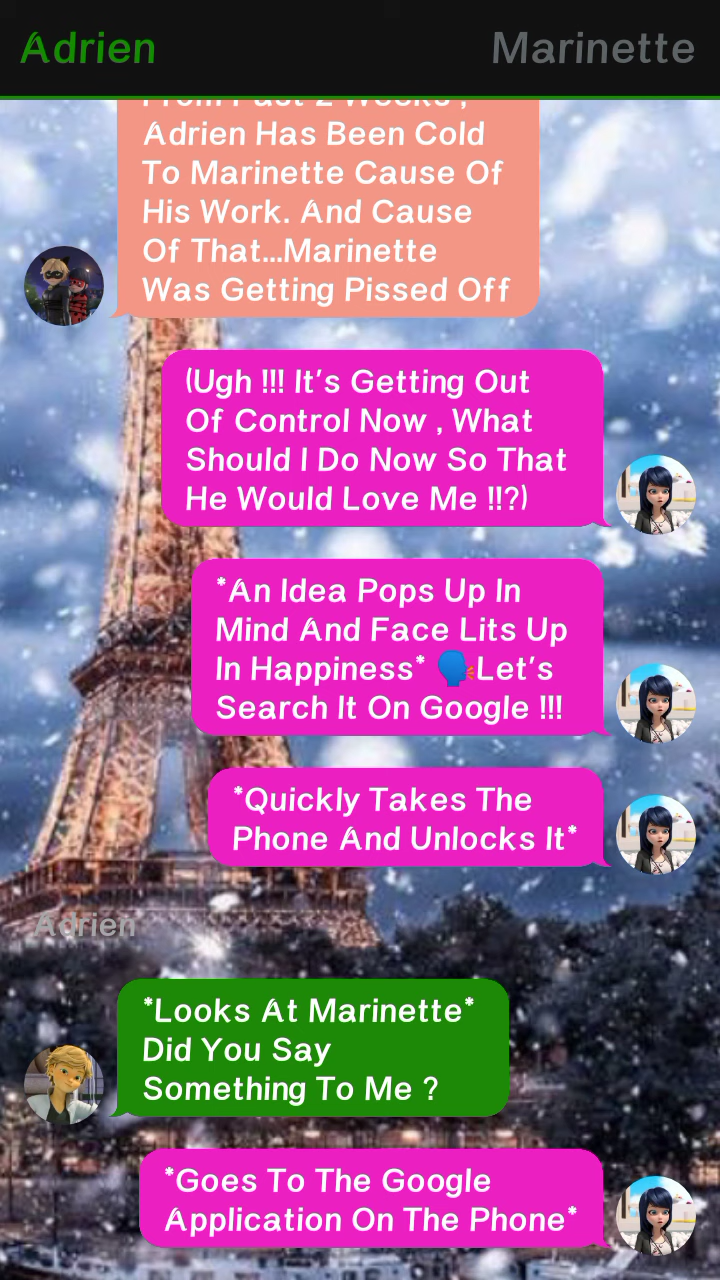 Adrien
Marinette
From Past 2 Weeks ,
Adrien Has Been Cold
To Marinette Cause Of
His Work. And Cause
Of That...Marinette
Was Getting Pissed Off
(Ugh !!! It's Getting Out
Of Control Now , What
Should I Do Now So That
He Would Love Me !!?)
*An Idea Pops Up In
Mind And Face Lits Up
In Happiness* 🗣Let's
Search It On Google !!!
*Quickly Takes The
Phone And Unlocks It*
Adrien
*Looks At Marinette*
Did You Say
Something To Me ?
*Goes To The Google
Application On The Phone*